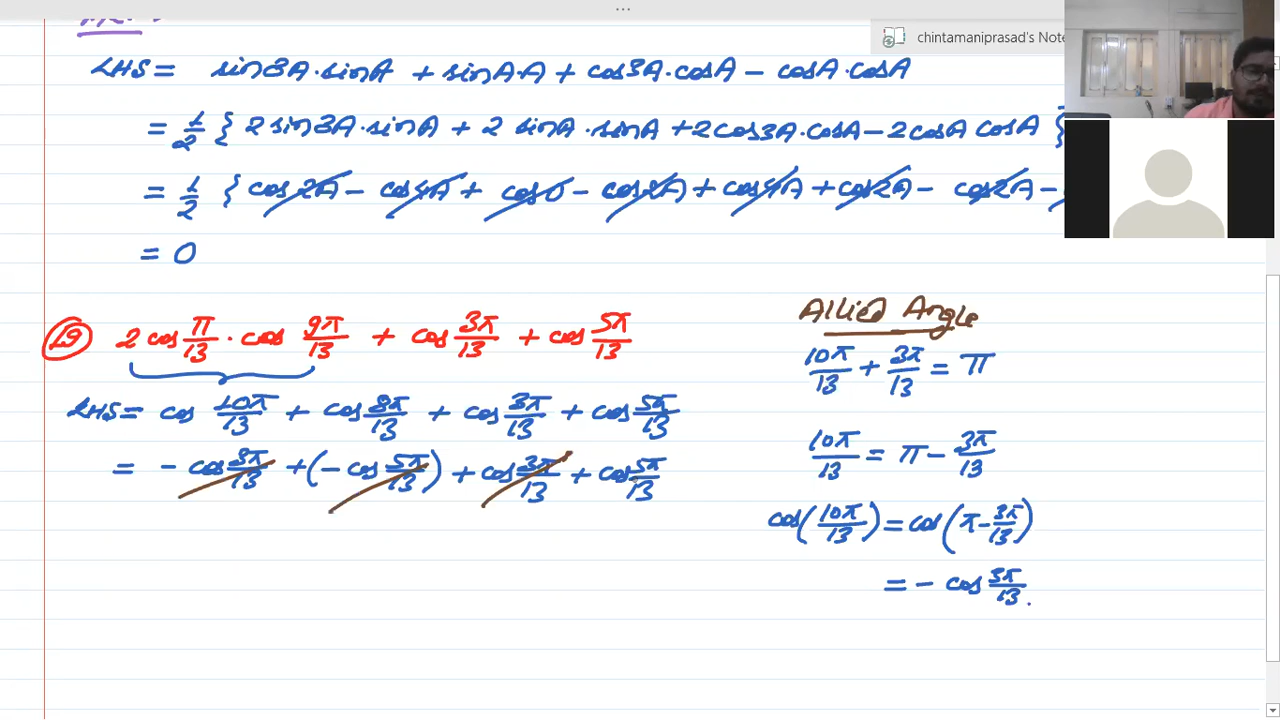 chintamaniprasad's Note
LHS = sin3A·sinA + sinA·A + cos3A·cosA − cosA·cosA
= 1/2 { 2 sin3A·sinA + 2 sinA·sinA + 2cos3A·cosA − 2cosA cosA }
= 1/2 { cos2A − cos4A + cos0 − cos2A) + cos4A + cos2A − cos2A −
= 0
19 2 cos π/13 · cos 9π/13 + cos 3π/13 + cos 5π/13
LHS = cos 10π/13 + cos 8π/13 + cos 3π/13 + cos 5π/13
= − cos 3π/13 + (− cos 5π/13) + cos 3π/13 + cos 5π/13
Allied Angle
10π/13 + 3π/13 = π
10π/13 = π − 3π/13
cos(10π/13) = cos(π − 3π/13)
= − cos 3π/13.